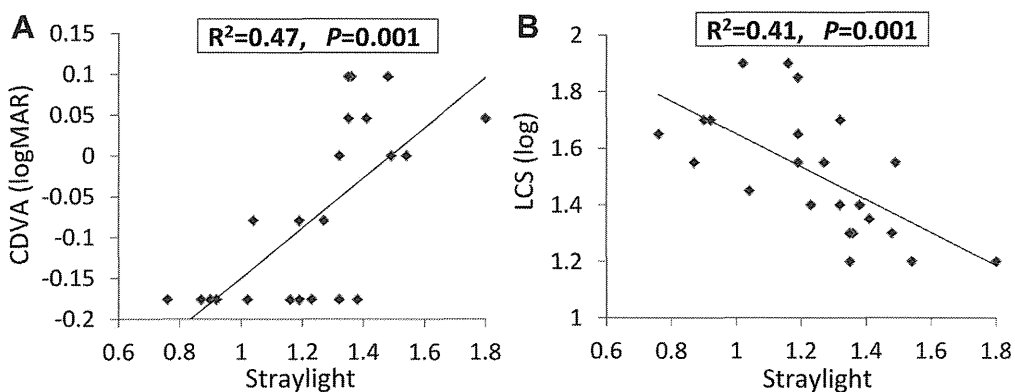 A
R²=0.47, P=0.001
CDVA (logMAR)
0.15
0.1
0.05
0
-0.05
-0.1
-0.15
-0.2
0.6 0.8 1 1.2 1.4 1.6 1.8
Straylight
B
R²=0.41, P=0.001
LCS (log)
2
1.8
1.6
1.4
1.2
1
0.6 0.8 1 1.2 1.4 1.6 1.8
Straylight